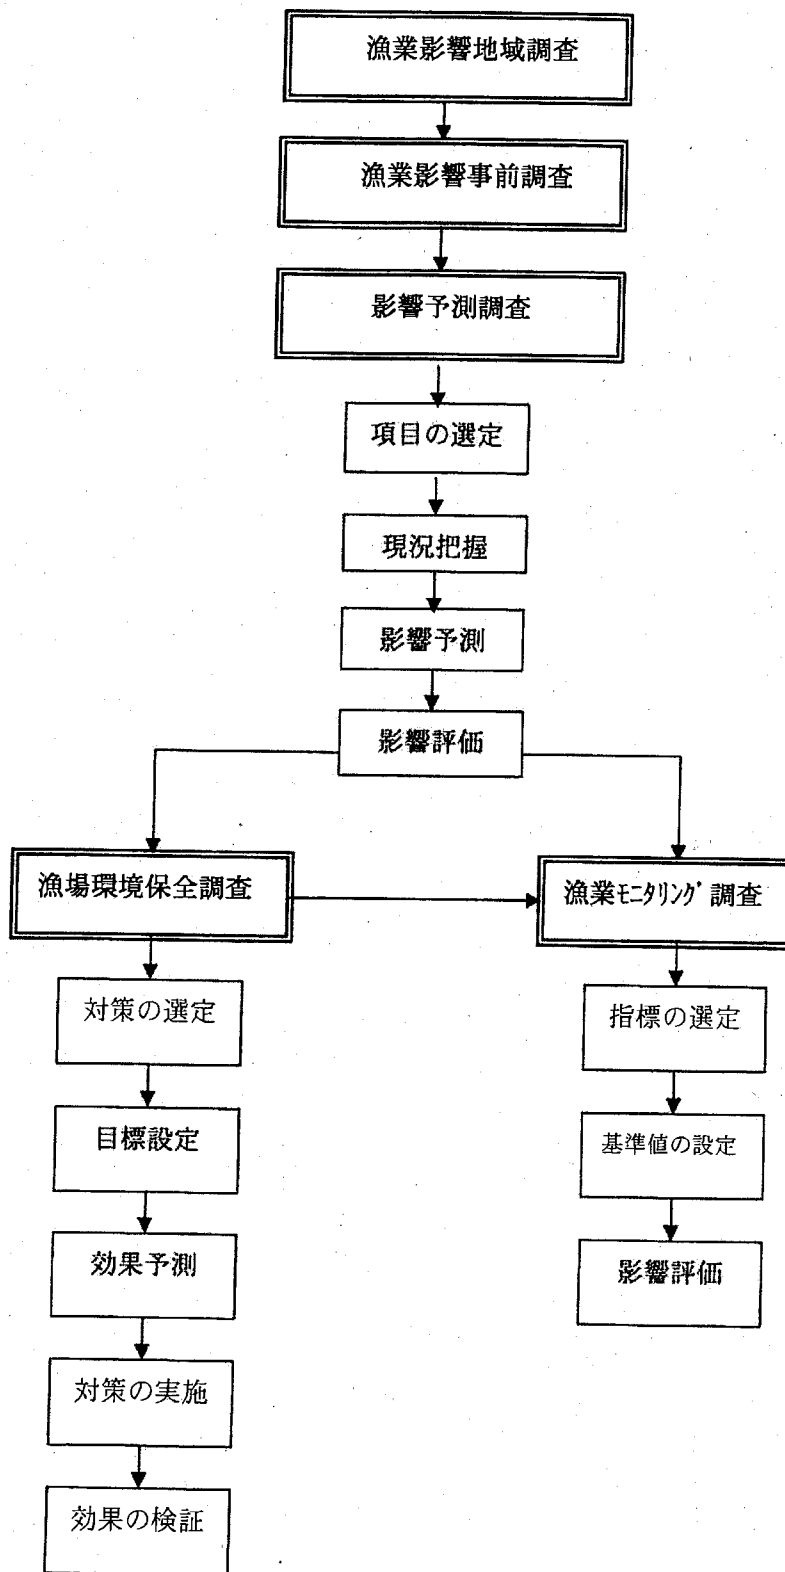 漁業影響地域調査
漁業影響事前調査
影響予測調査
項目の選定
現況把握
影響予測
影響評価
漁場環境保全調査
漁業ﾓﾆﾀﾘﾝｸﾞ調査
対策の選定
指標の選定
目標設定
基準値の設定
効果予測
影響評価
対策の実施
効果の検証